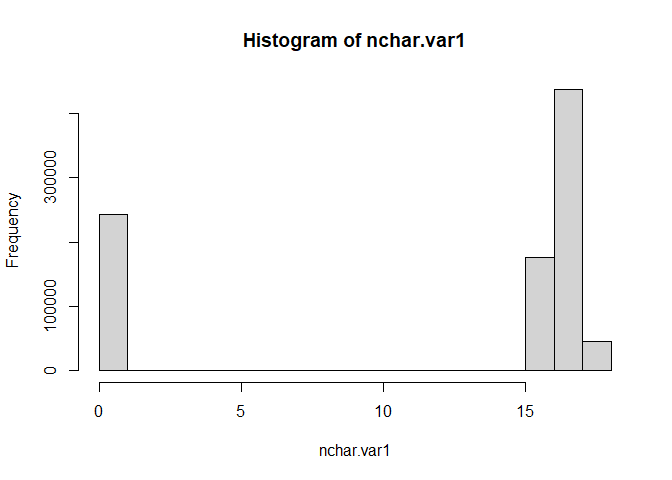 Histogram of nchar.var1
Frequency
0
100000
300000
0 5 10 15
nchar.var1